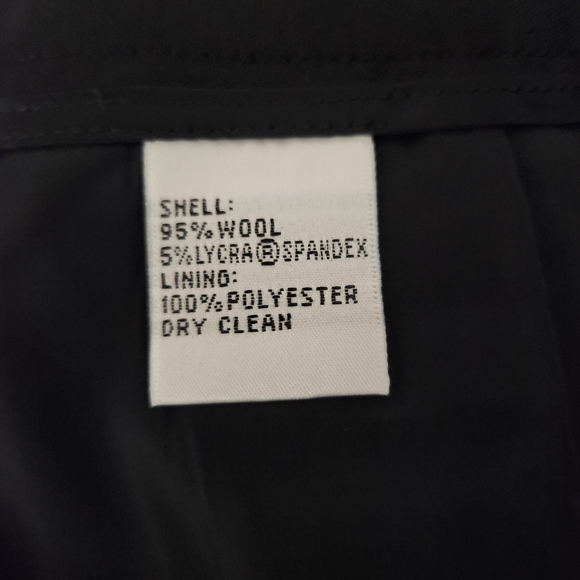 SHELL:
95% WOOL
5%LYCRA®SPANDEX
LINING:
100%POLYESTER
DRY CLEAN